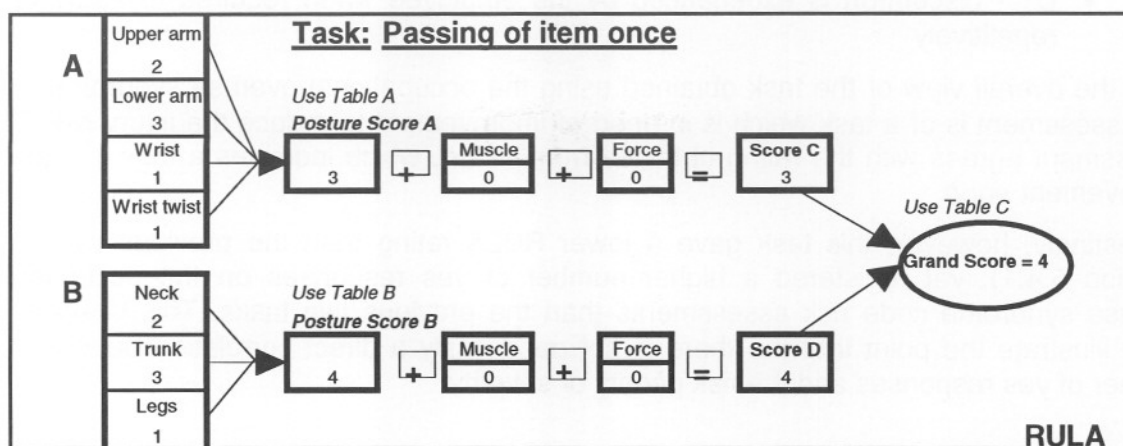 Task: Passing of item once
A
Upper arm
2
Lower arm
3
Wrist
1
Wrist twist
1
Use Table A
Posture Score A
3
+
Muscle
0
+
Force
0
=
Score C
3
Use Table C
Grand Score = 4
B
Neck
2
Trunk
3
Legs
1
Use Table B
Posture Score B
4
+
Muscle
0
+
Force
0
=
Score D
4
RULA